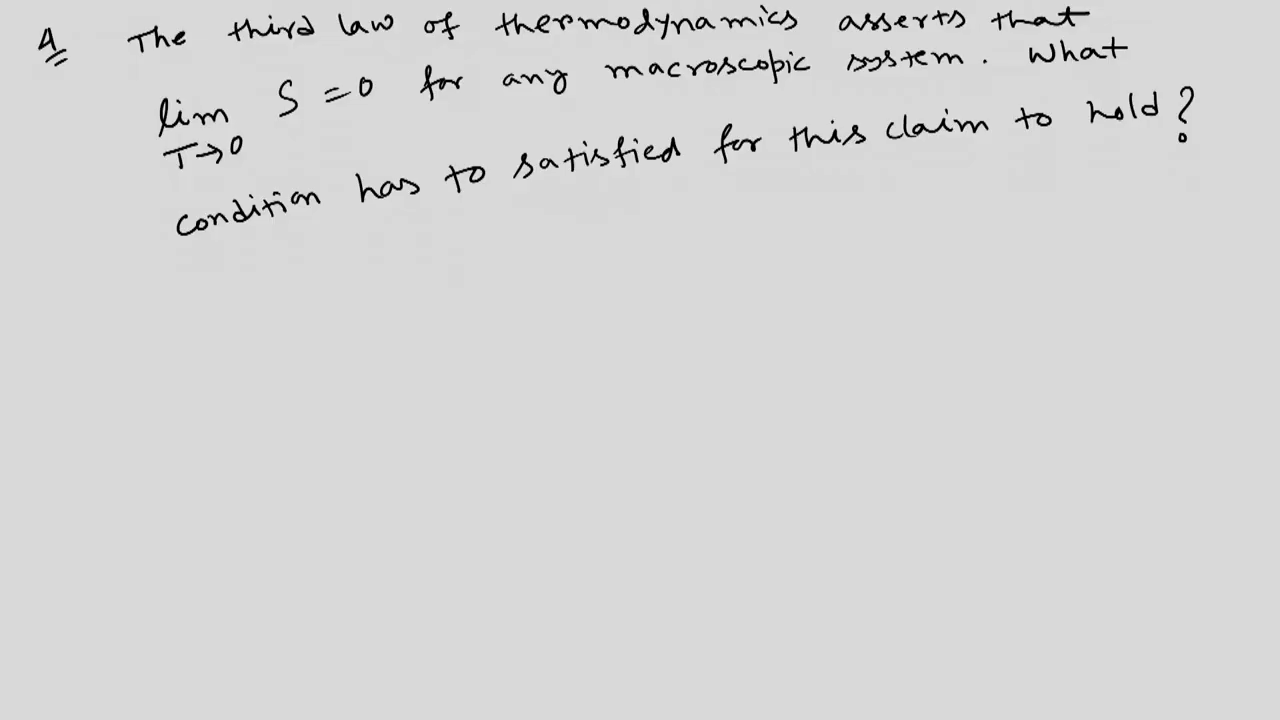 4 The third law of thermodynamics asserts that
lim S = 0 for any macroscopic system. What
T→0
condition has to satisfied for this claim to hold?